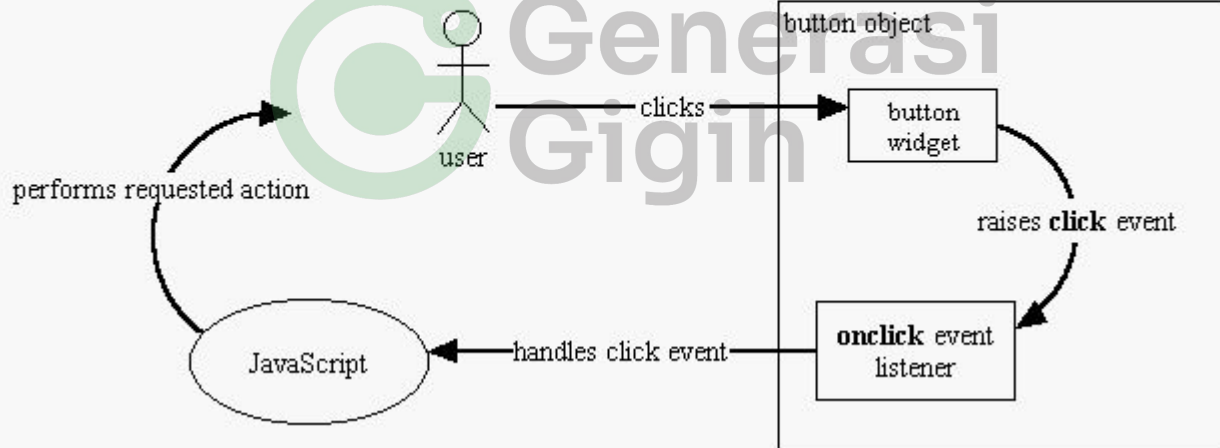 Generasi
Gigih
button object
user
clicks
button
widget
raises click event
onclick event
listener
handles click event
JavaScript
performs requested action